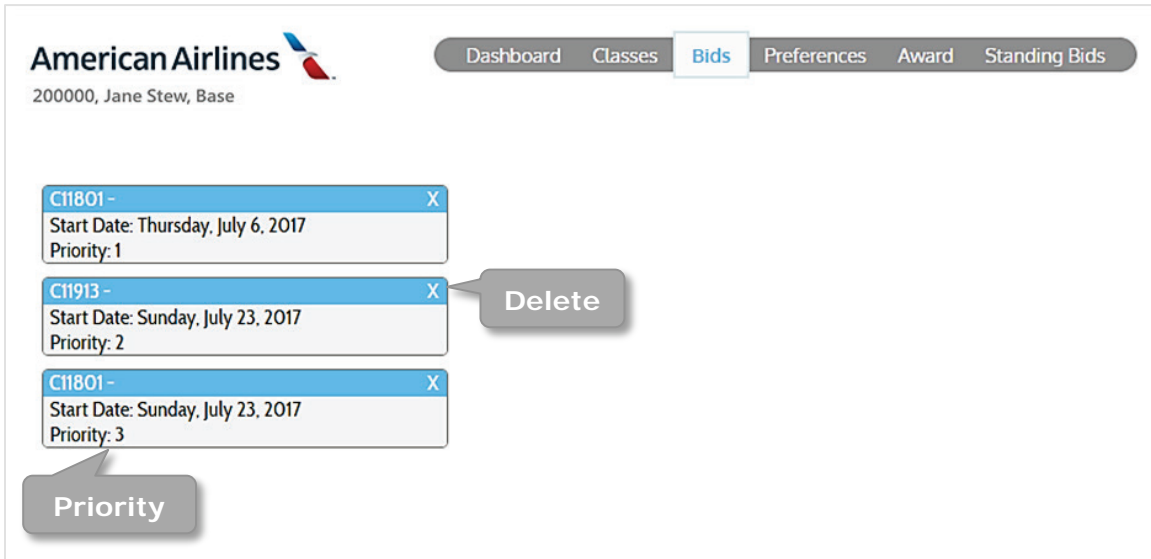 American Airlines
Dashboard Classes Bids Preferences Award Standing Bids
200000, Jane Stew, Base
C11801 - X
Start Date: Thursday, July 6, 2017
Priority: 1
C11913 - X
Start Date: Sunday, July 23, 2017
Priority: 2
Delete
C11801 - X
Start Date: Sunday, July 23, 2017
Priority: 3
Priority